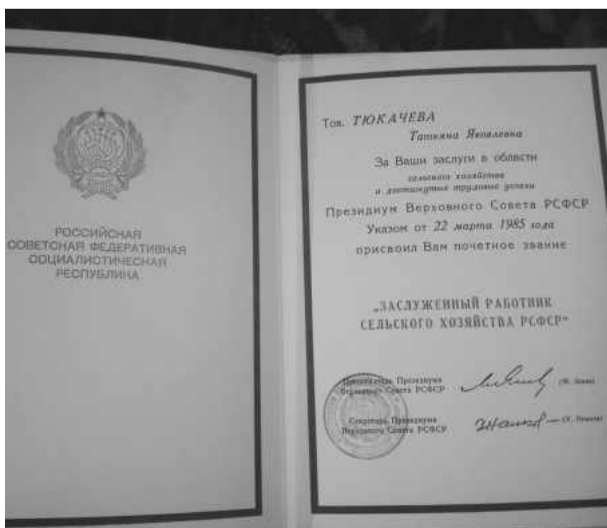 РОССИЙСКАЯ
СОВЕТСКАЯ ФЕДЕРАТИВНАЯ
СОЦИАЛИСТИЧЕСКАЯ
РЕСПУБЛИКА
Тов. ТЮКАЧЕВА
Татьяна Яковлевна
За Ваши заслуги в области
сельского хозяйства
и достигнутые трудовые успехи
Президиум Верховного Совета РСФСР
Указом от 22 марта 1985 года
присвоил Вам почетное звание
„ЗАСЛУЖЕННЫЙ РАБОТНИК
СЕЛЬСКОГО ХОЗЯЙСТВА РСФСР"
Председатель Президиума
Верховного Совета РСФСР
Секретарь Президиума
Верховного Совета РСФСР